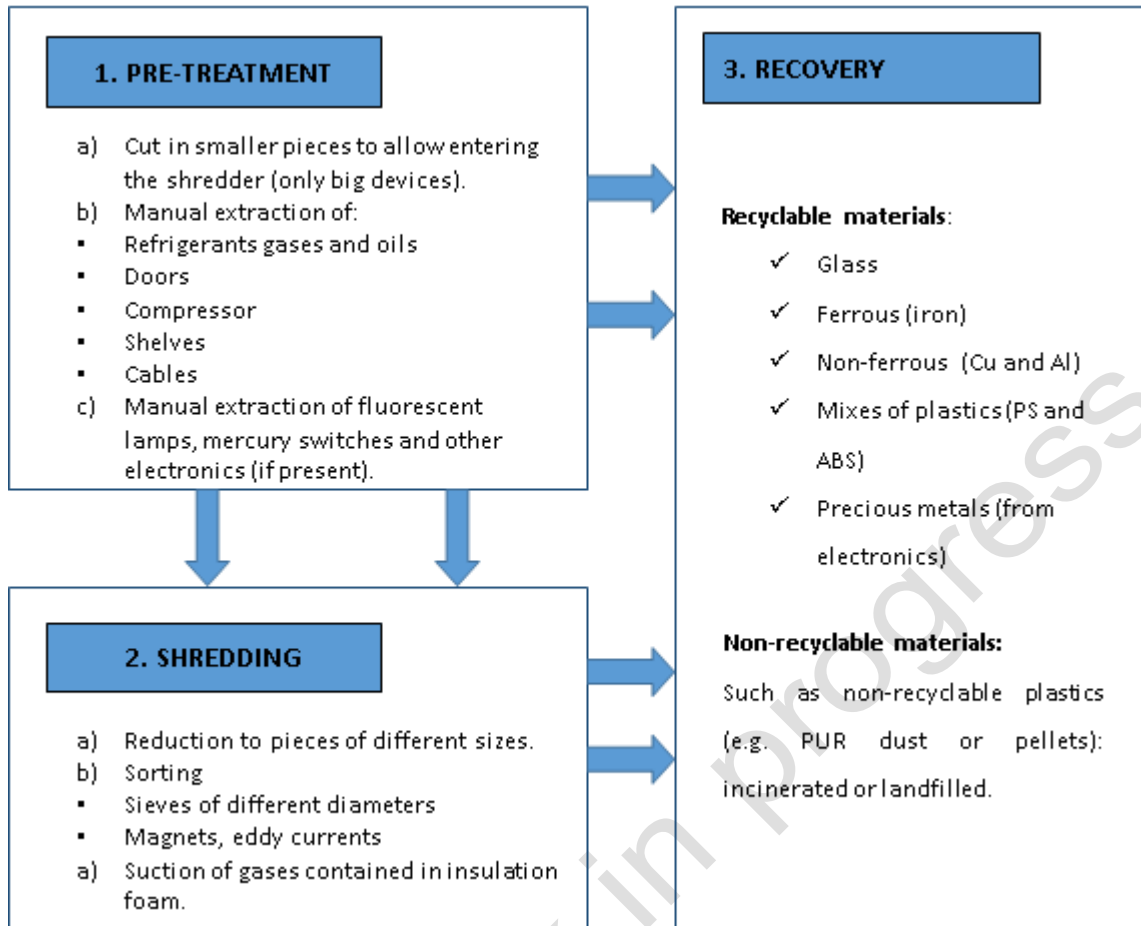 1. PRE-TREATMENT
a) Cut in smaller pieces to allow entering
the shredder (only big devices).
b) Manual extraction of:
▪ Refrigerants gases and oils
▪ Doors
▪ Compressor
▪ Shelves
▪ Cables
c) Manual extraction of fluorescent
lamps, mercury switches and other
electronics (if present).
2. SHREDDING
a) Reduction to pieces of different sizes.
b) Sorting
▪ Sieves of different diameters
▪ Magnets, eddy currents
a) Suction of gases contained in insulation
foam.
3. RECOVERY
Recyclable materials:
✓ Glass
✓ Ferrous (iron)
✓ Non-ferrous (Cu and Al)
✓ Mixes of plastics (PS and
ABS)
✓ Precious metals (from
electronics)
Non-recyclable materials:
Such as non-recyclable plastics
(e.g. PUR dust or pellets):
incinerated or landfilled.
in progress